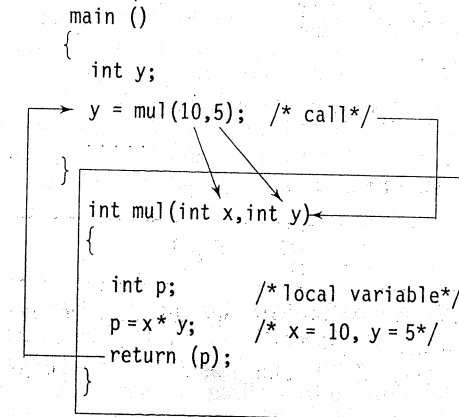 main ()
{
int y;
y = mul(10,5); /* call*/
. . . . .
}
int mul(int x,int y)
{
int p; /*local variable*/
p=x* y; /* x = 10, y = 5*/
return (p);
}